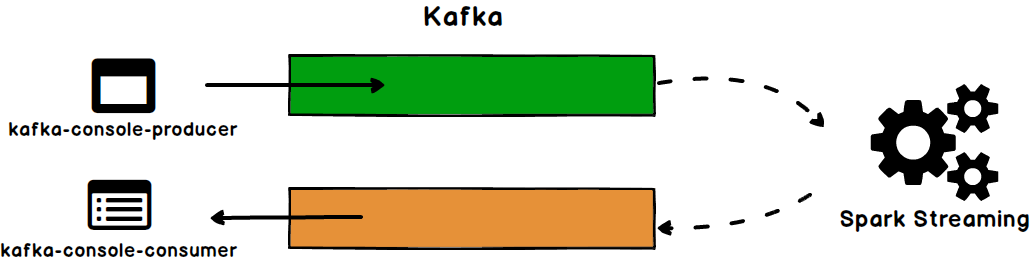 Kafka
kafka-console-producer
kafka-console-consumer
Spark Streaming